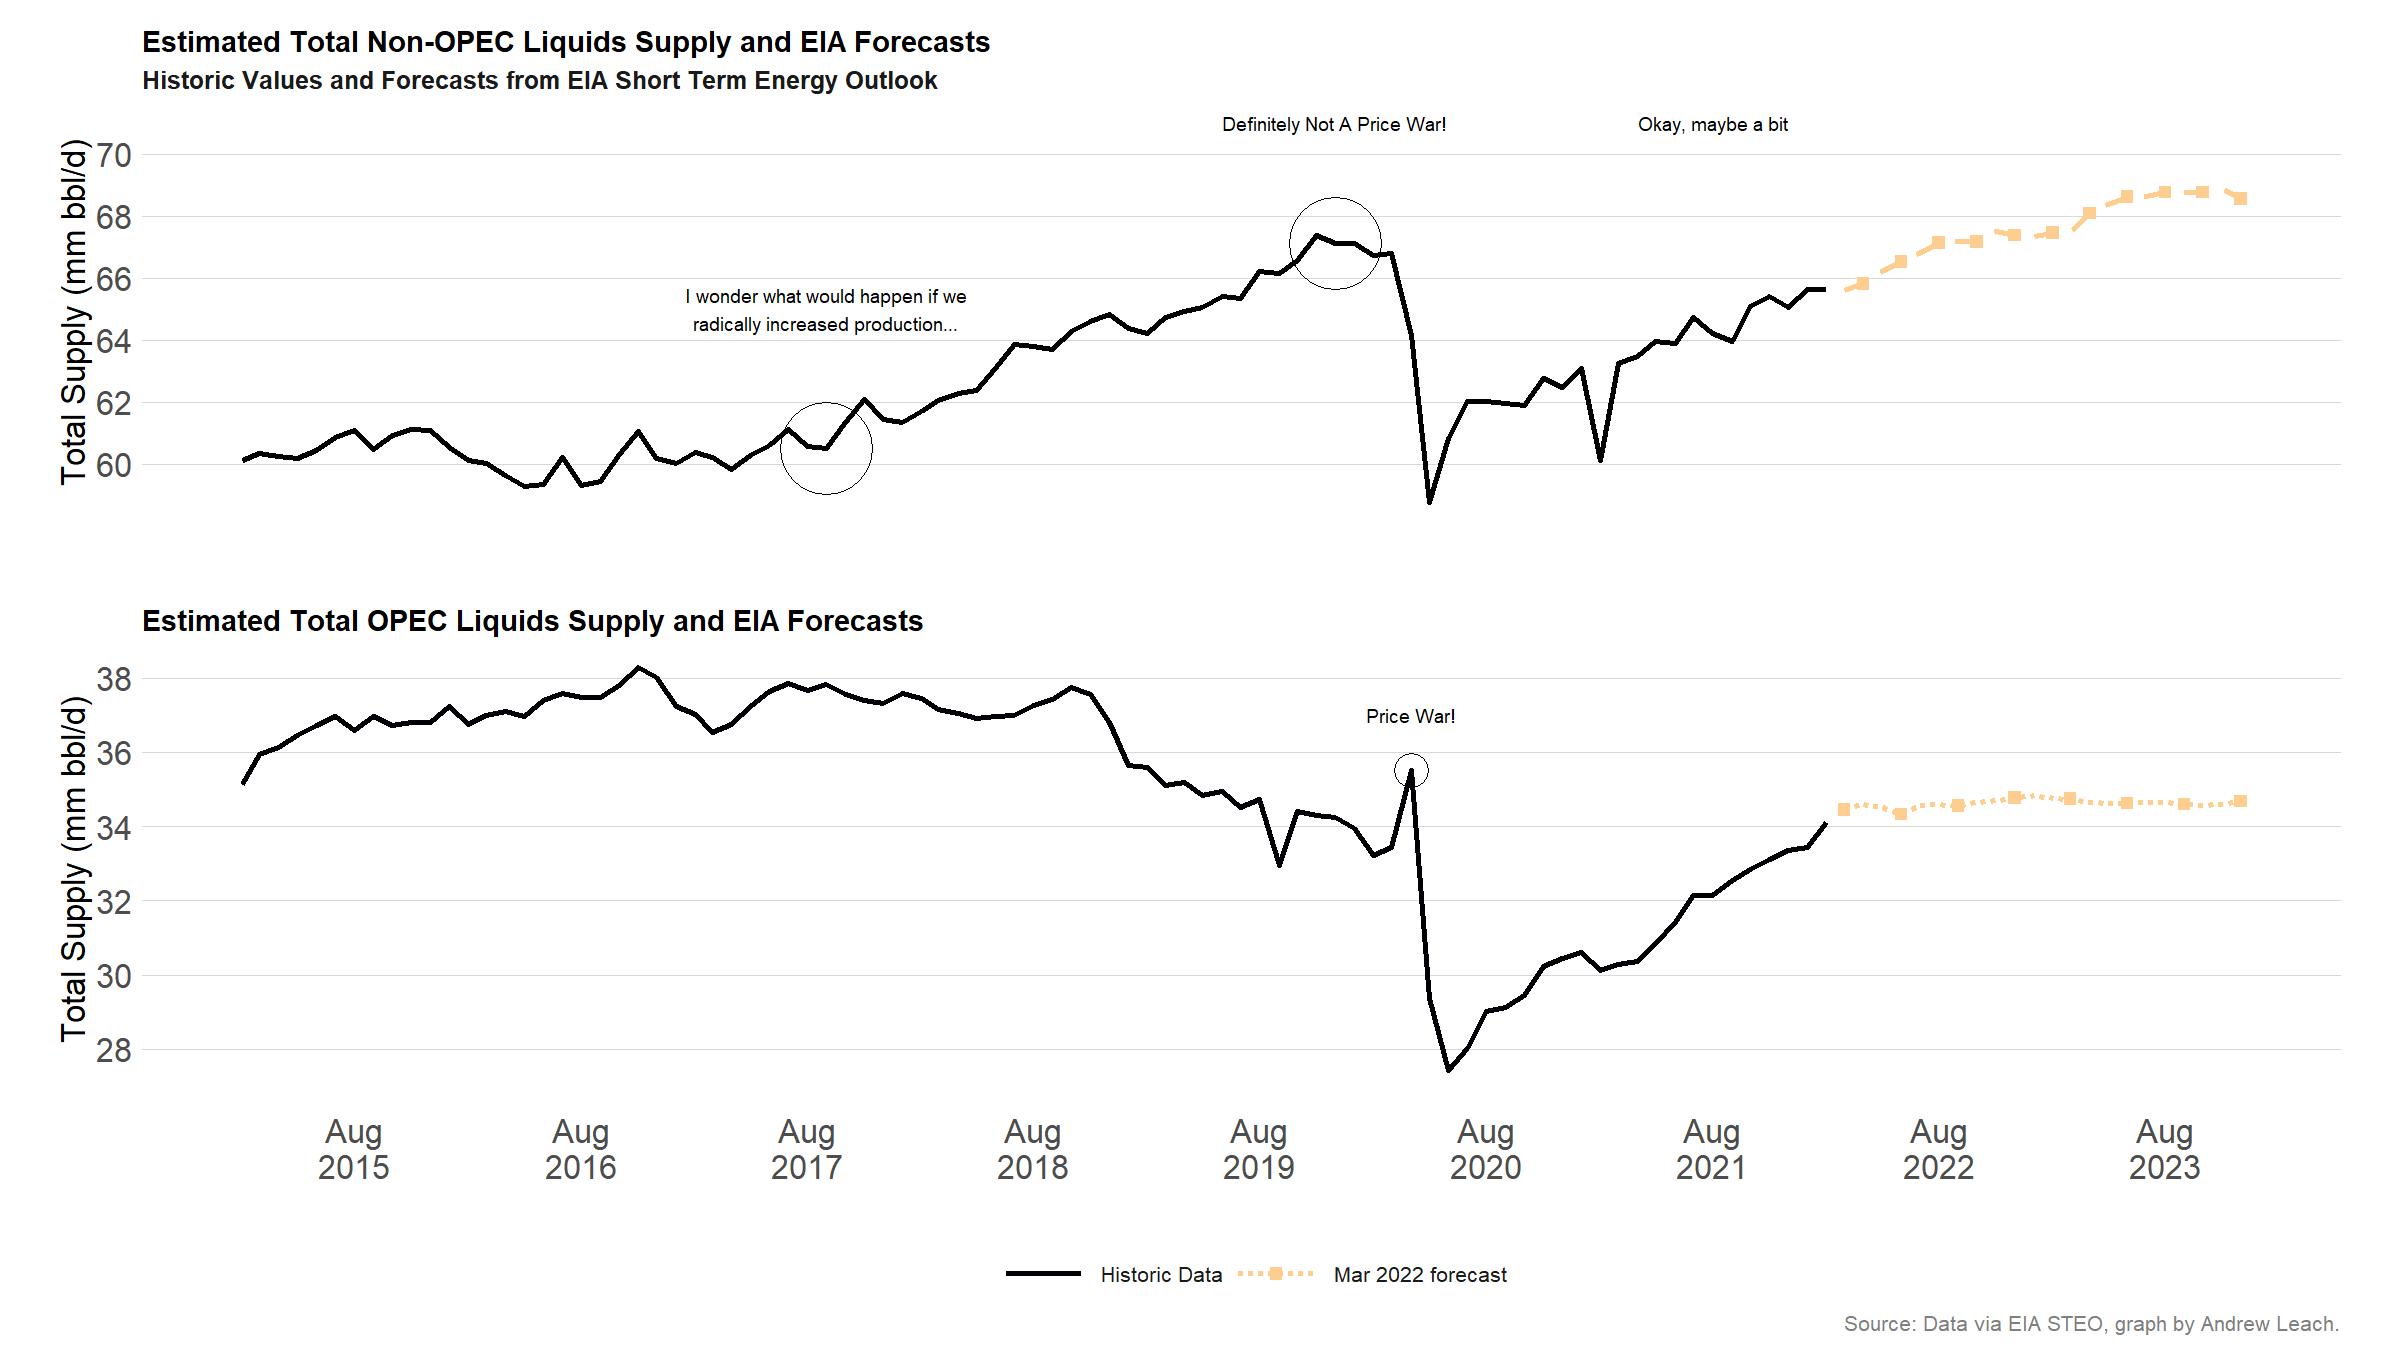 Estimated Total Non-OPEC Liquids Supply and EIA Forecasts
Historic Values and Forecasts from EIA Short Term Energy Outlook
Definitely Not A Price War!
Okay, maybe a bit
I wonder what would happen if we
radically increased production...
Total Supply (mm bbl/d)
70
68
66
64
62
60
Estimated Total OPEC Liquids Supply and EIA Forecasts
Price War!
Total Supply (mm bbl/d)
38
36
34
32
30
28
Aug 2015
Aug 2016
Aug 2017
Aug 2018
Aug 2019
Aug 2020
Aug 2021
Aug 2022
Aug 2023
Historic Data
Mar 2022 forecast
Source: Data via EIA STEO, graph by Andrew Leach.